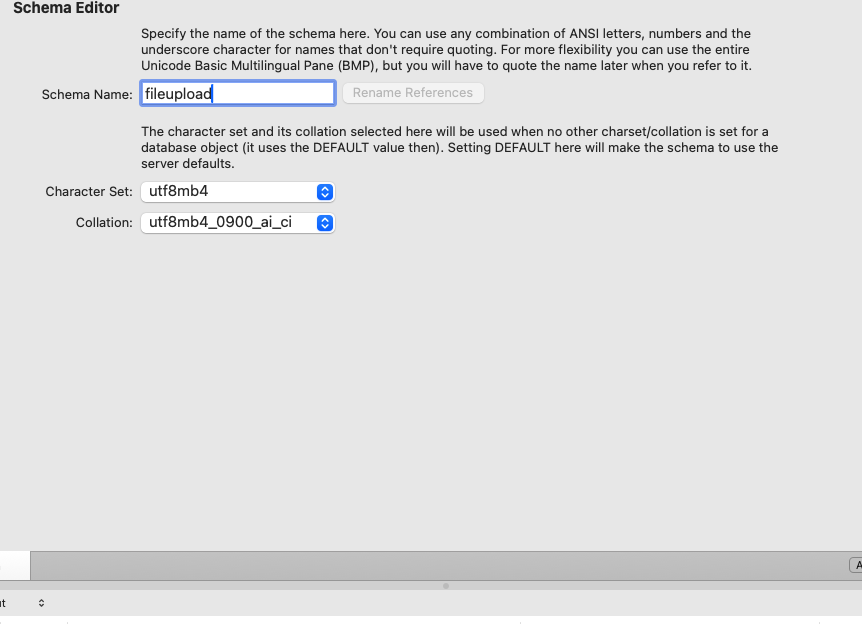 Schema Editor
Specify the name of the schema here. You can use any combination of ANSI letters, numbers and the
underscore character for names that don't require quoting. For more flexibility you can use the entire
Unicode Basic Multilingual Pane (BMP), but you will have to quote the name later when you refer to it.
Schema Name: fileupload Rename References
The character set and its collation selected here will be used when no other charset/collation is set for a
database object (it uses the DEFAULT value then). Setting DEFAULT here will make the schema to use the
server defaults.
Character Set: utf8mb4
Collation: utf8mb4_0900_ai_ci